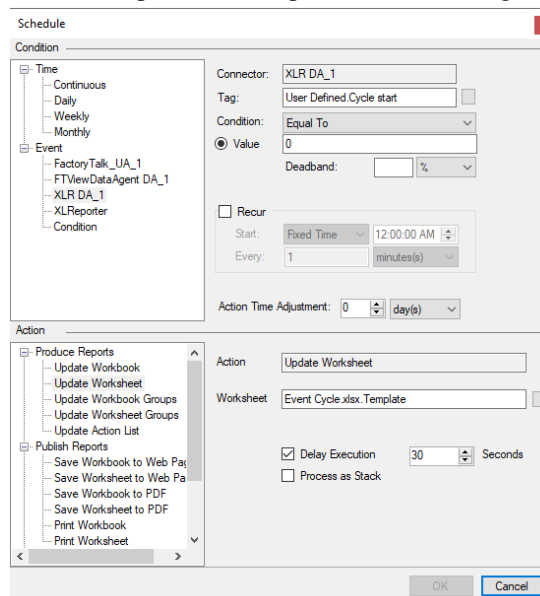 Schedule
Condition
Time
Continuous
Daily
Weekly
Monthly
Event
FactoryTalk_UA_1
FTViewDataAgent DA_1
XLR DA_1
XLReporter
Condition
Connector: XLR DA_1
Tag: User Defined.Cycle start
Condition: Equal To
Value 0
Deadband: %
Recur
Start: Fixed Time 12:00:00 AM
Every: 1 minutes(s)
Action Time Adjustment: 0 day(s)
Action
Produce Reports
Update Workbook
Update Worksheet
Update Workbook Groups
Update Worksheet Groups
Update Action List
Publish Reports
Save Workbook to Web Pag
Save Worksheet to Web Pa
Save Workbook to PDF
Save Worksheet to PDF
Print Workbook
Print Worksheet
Action Update Worksheet
Worksheet Event Cycle.xlsx.Template
Delay Execution 30 Seconds
Process as Stack
OK Cancel